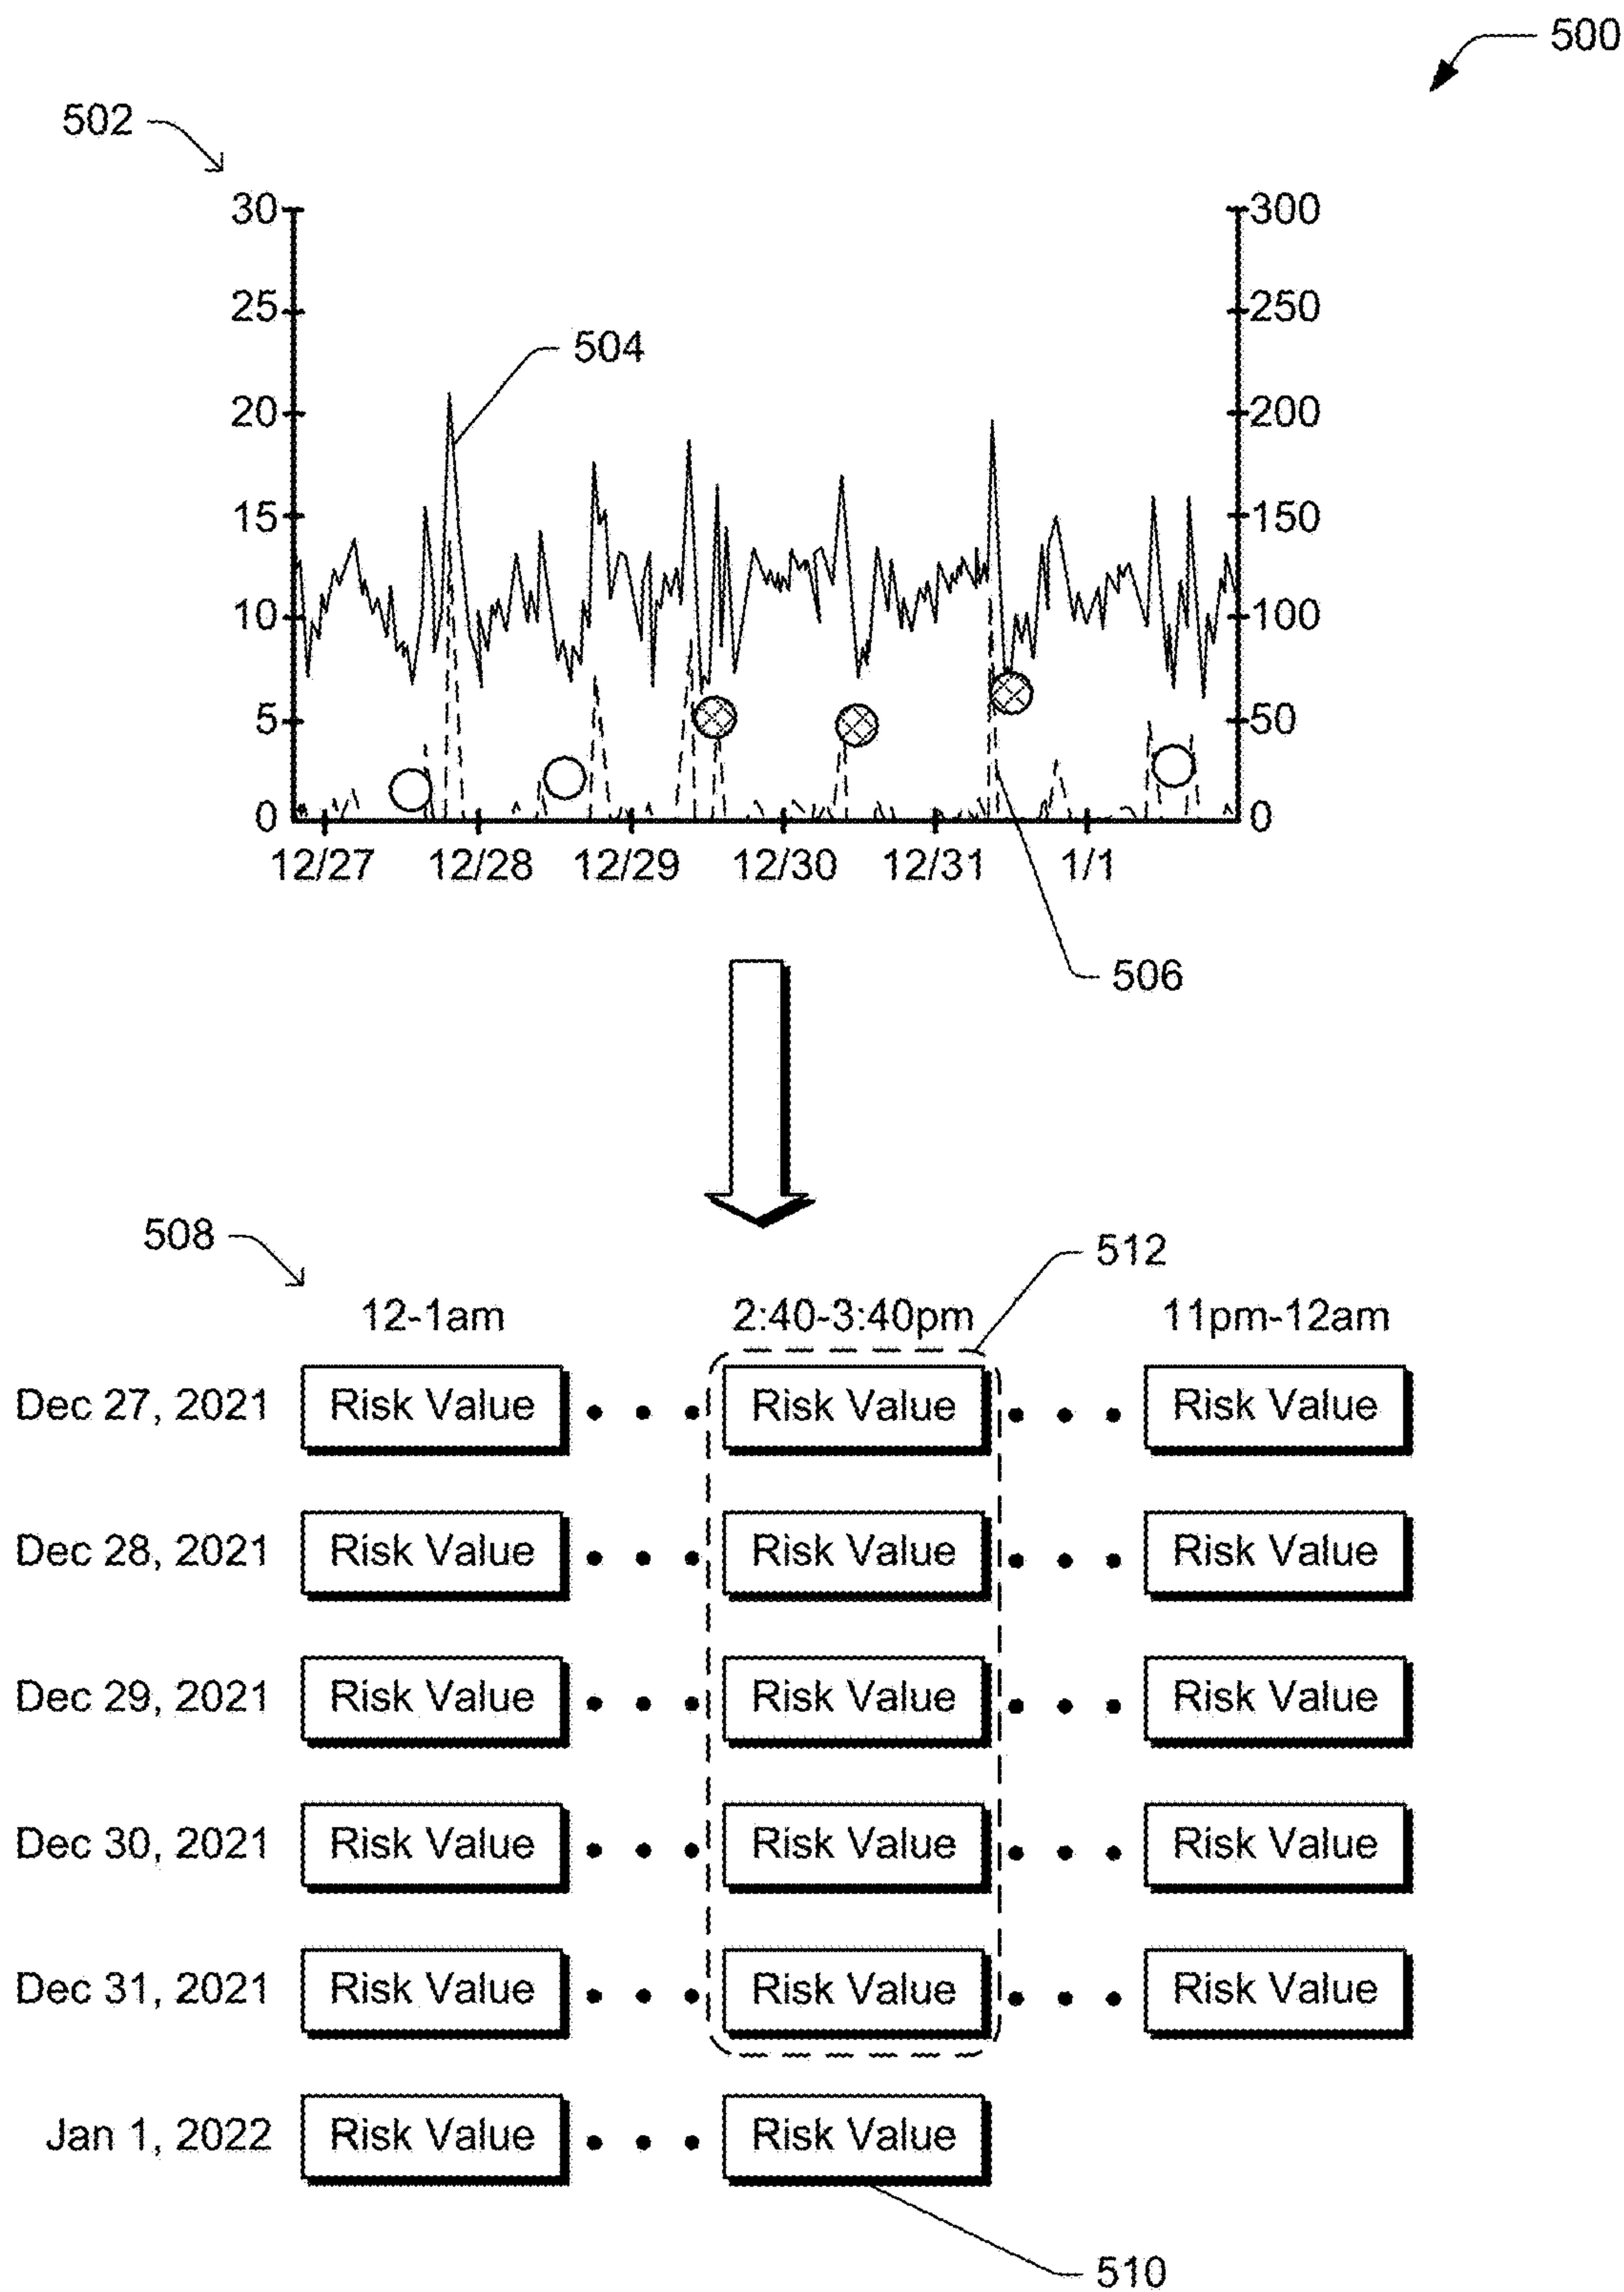 500
502
30 300
25 250
504
20 200
15 150
10 100
5 50
0 0
12/27 12/28 12/29 12/30 12/31 1/1
506
508 512
12-1am 2:40-3:40pm 11pm-12am
Dec 27, 2021 Risk Value • • • Risk Value • • • Risk Value
Dec 28, 2021 Risk Value • • • Risk Value • • • Risk Value
Dec 29, 2021 Risk Value • • • Risk Value • • • Risk Value
Dec 30, 2021 Risk Value • • • Risk Value • • • Risk Value
Dec 31, 2021 Risk Value • • • Risk Value • • • Risk Value
Jan 1, 2022 Risk Value • • • Risk Value
510